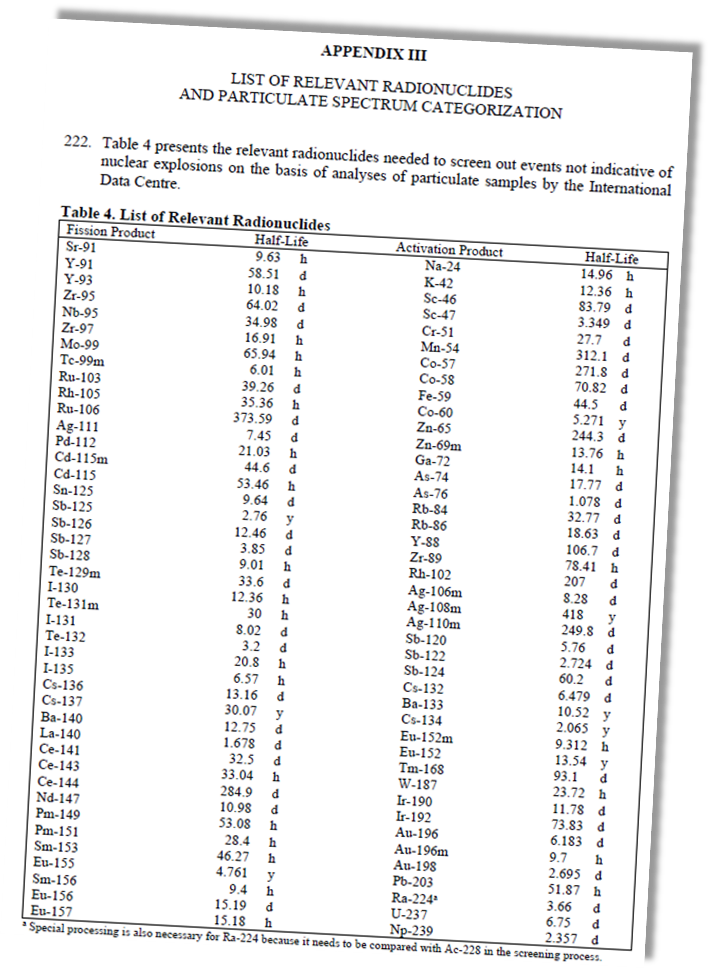 APPENDIX III
LIST OF RELEVANT RADIONUCLIDES
AND PARTICULATE SPECTRUM CATEGORIZATION
222. Table 4 presents the relevant radionuclides needed to screen out events not indicative of
nuclear explosions on the basis of analyses of particulate samples by the International
Data Centre.
Table 4. List of Relevant Radionuclides
Fission Product Half-Life Activation Product Half-Life
Sr-91 9.63 h Na-24 14.96 h
Y-91 58.51 d K-42 12.36 h
Y-93 10.18 h Sc-46 83.79 d
Zr-95 64.02 d Sc-47 3.349 d
Nb-95 34.98 d Cr-51 27.7 d
Zr-97 16.91 h Mn-54 312.1 d
Mo-99 65.94 h Co-57 271.8 d
Tc-99m 6.01 h Co-58 70.82 d
Ru-103 39.26 d Fe-59 44.5 d
Rh-105 35.36 h Co-60 5.271 y
Ru-106 373.59 d Zn-65 244.3 d
Ag-111 7.45 d Zn-69m 13.76 h
Pd-112 21.03 h Ga-72 14.1 h
Cd-115m 44.6 d As-74 17.77 d
Cd-115 53.46 h As-76 1.078 d
Sn-125 9.64 d Rb-84 32.77 d
Sb-125 2.76 y Rb-86 18.63 d
Sb-126 12.46 d Y-88 106.7 d
Sb-127 3.85 d Zr-89 78.41 h
Sb-128 9.01 h Rh-102 207 d
Te-129m 33.6 d Ag-106m 8.28 d
I-130 12.36 h Ag-108m 418 y
Te-131m 30 h Ag-110m 249.8 d
I-131 8.02 d Sb-120 5.76 d
Te-132 3.2 d Sb-122 2.724 d
I-133 20.8 h Sb-124 60.2 d
I-135 6.57 h Cs-132 6.479 d
Cs-136 13.16 d Ba-133 10.52 y
Cs-137 30.07 y Cs-134 2.065 y
Ba-140 12.75 d Eu-152m 9.312 h
La-140 1.678 d Eu-152 13.54 y
Ce-141 32.5 d Tm-168 93.1 d
Ce-143 33.04 h W-187 23.72 h
Ce-144 284.9 d Ir-190 11.78 d
Nd-147 10.98 d Ir-192 73.83 d
Pm-149 53.08 h Au-196 6.183 d
Pm-151 28.4 h Au-196m 9.7 h
Sm-153 46.27 h Au-198 2.695 d
Eu-155 4.761 y Pb-203 51.87 h
Sm-156 9.4 h Ra-224ª 3.66 d
Eu-156 15.19 d U-237 6.75 d
Eu-157 15.18 h Np-239 2.357 d
ª Special processing is also necessary for Ra-224 because it needs to be compared with Ac-228 in the screening process.